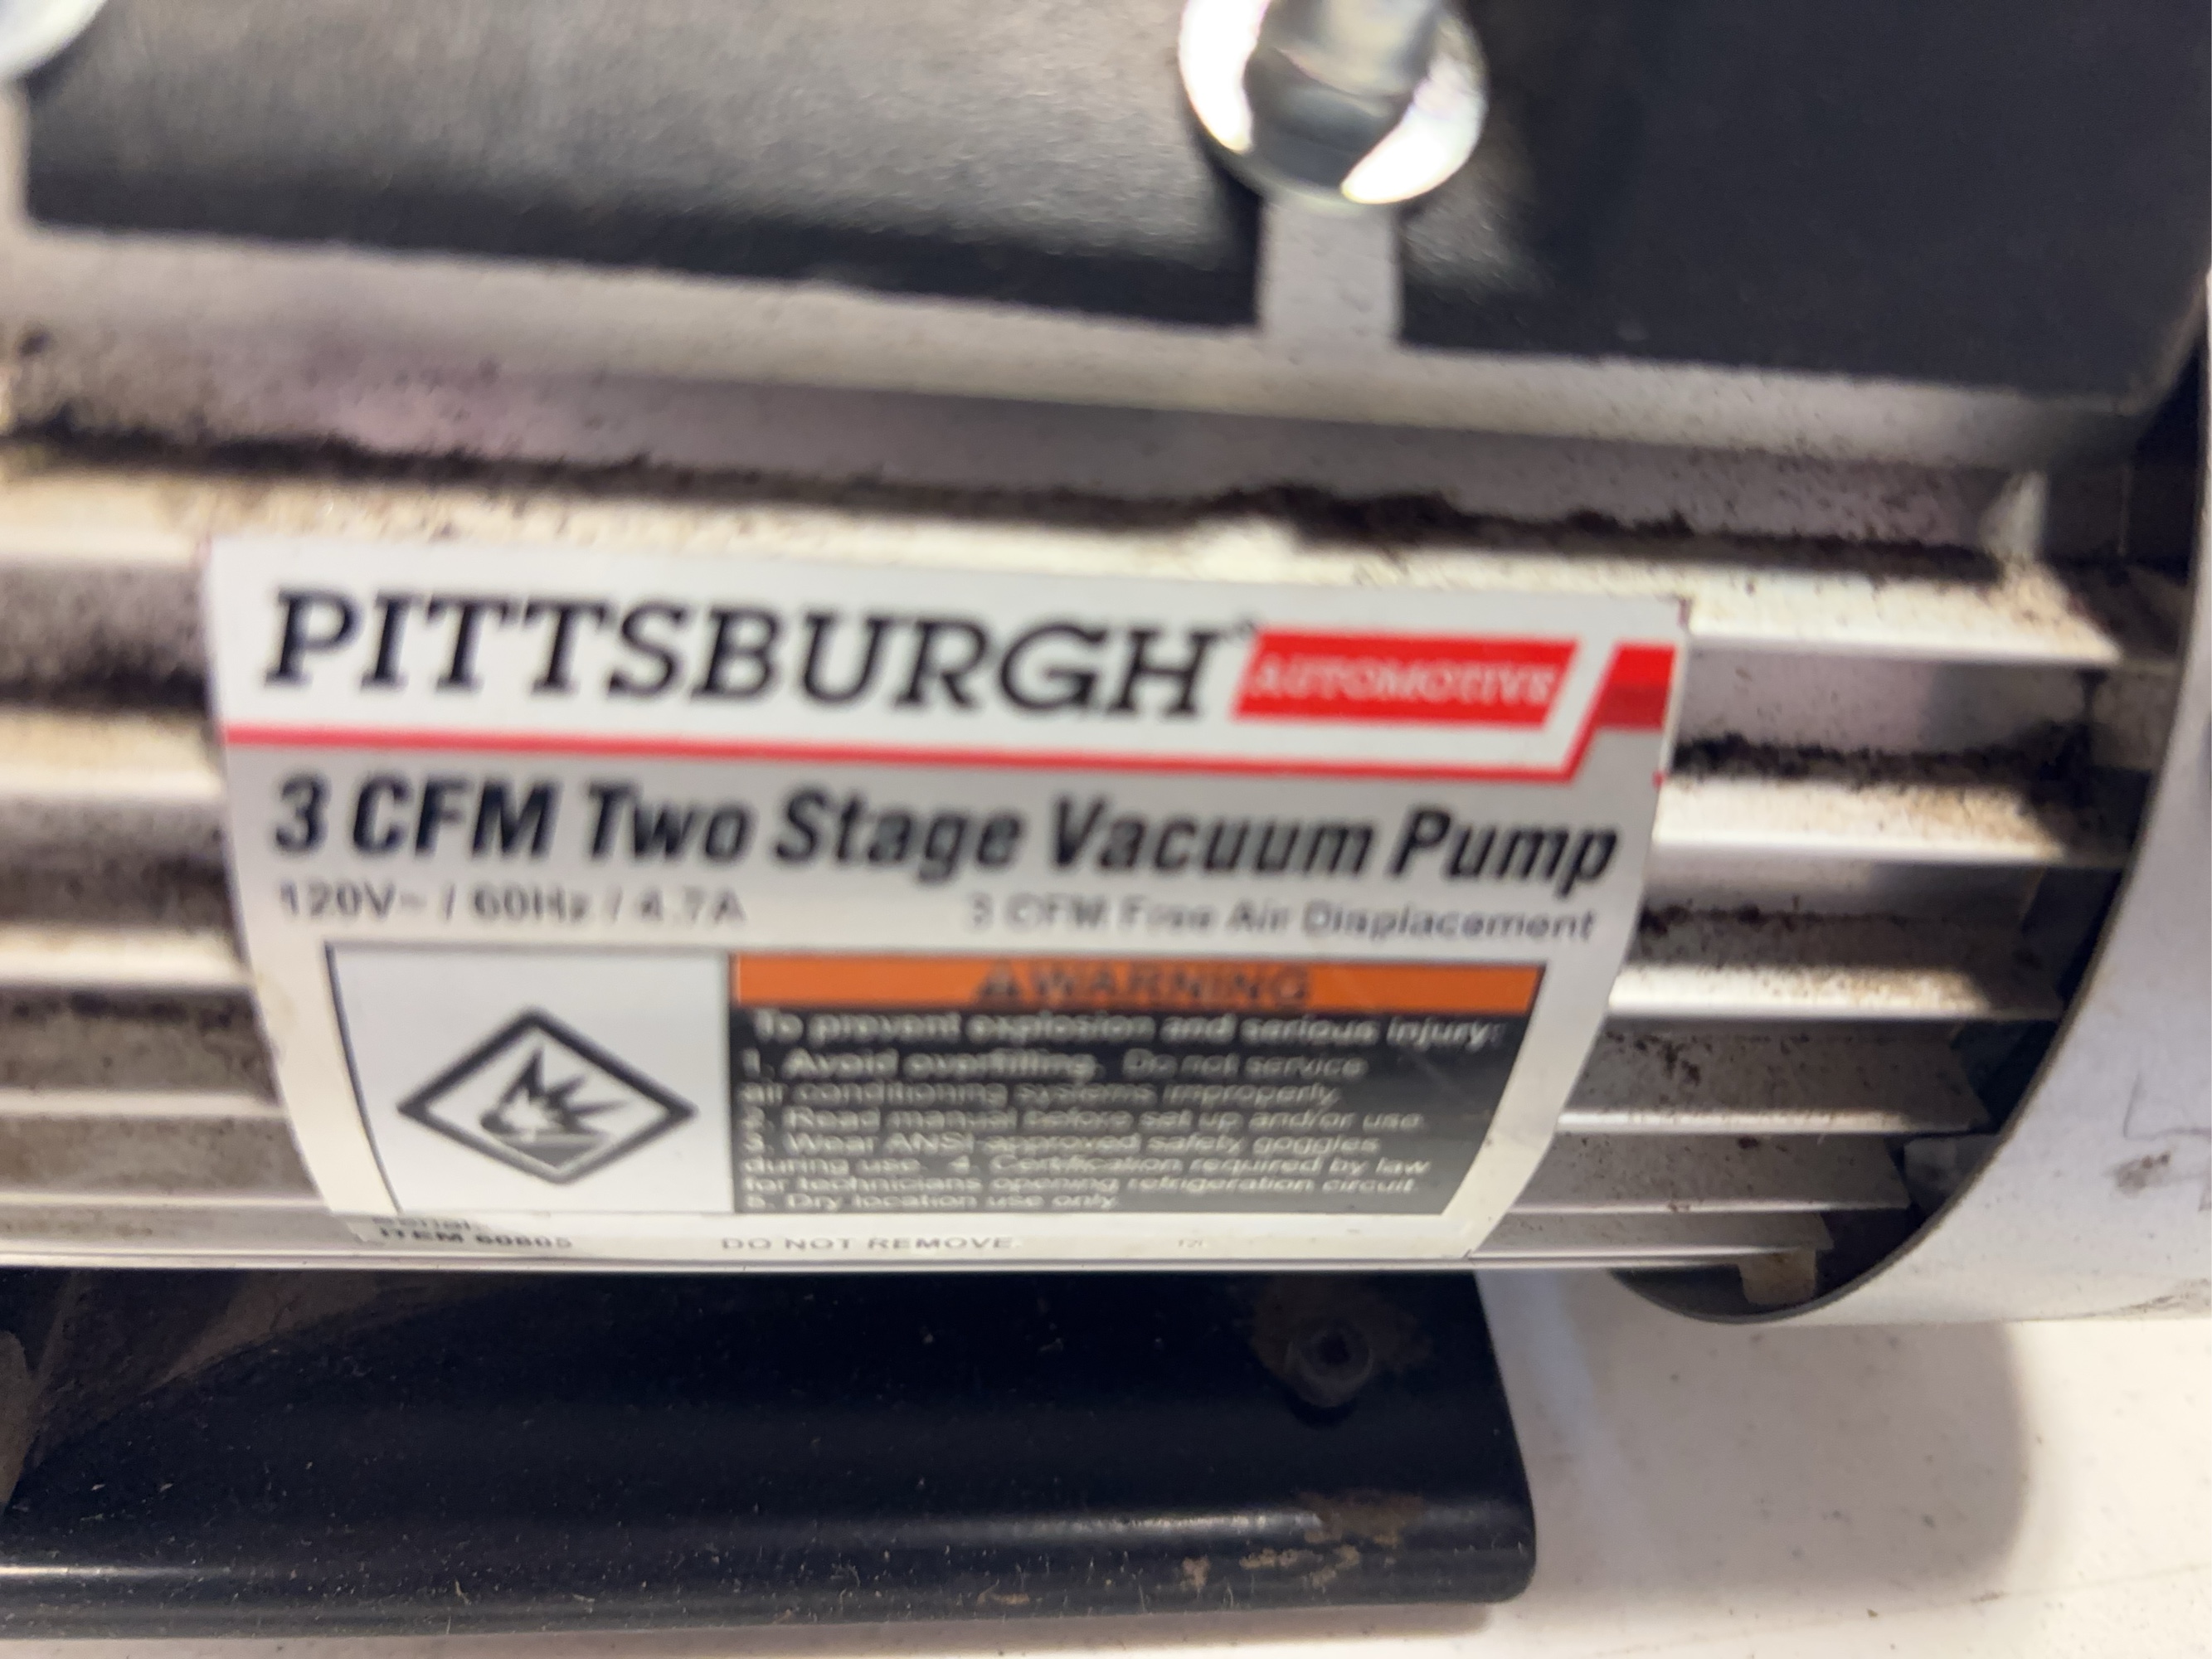 PITTSBURGH AUTOMOTIVE
3 CFM Two Stage Vacuum Pump
120V~ / 60Hz / 4.7A 3 CFM Free Air Displacement
⚠WARNING
To prevent explosion and serious injury:
1. Avoid overfilling. Do not service
air conditioning systems improperly.
2. Read manual before set up and/or use.
3. Wear ANSI-approved safety goggles
during use. 4. Certification required by law
for technicians opening refrigeration circuit.
5. Dry location use only.
Serial
ITEM 60805 DO NOT REMOVE